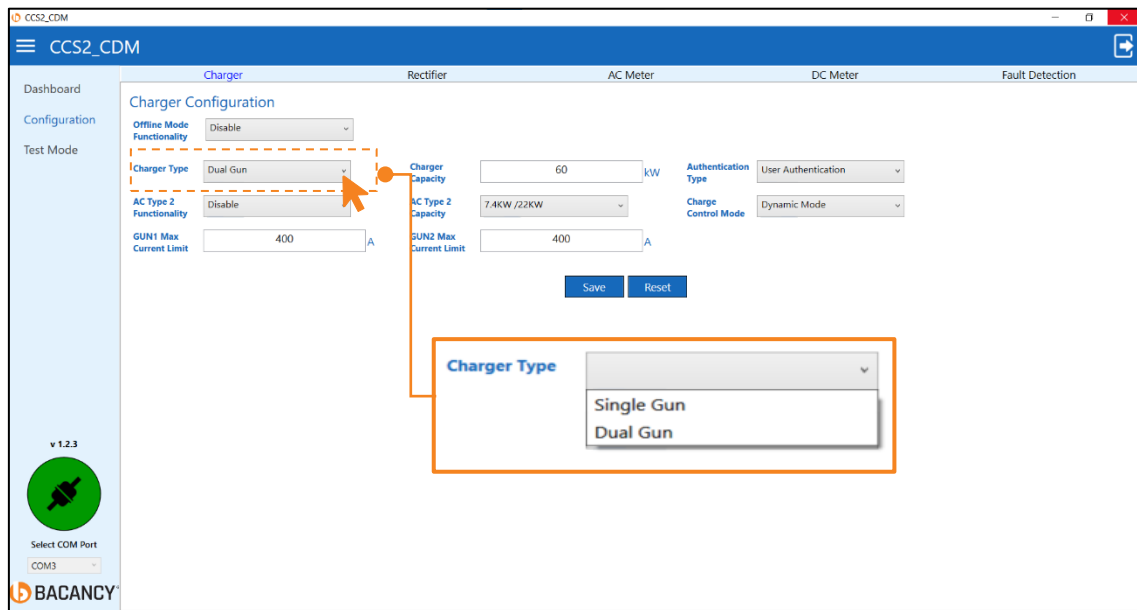 CCS2_CDM
CCS2_CDM
Dashboard
Configuration
Test Mode
Charger Rectifier AC Meter DC Meter Fault Detection
Charger Configuration
Offline Mode Functionality Disable
Charger Type Dual Gun Charger Capacity 60 kW Authentication Type User Authentication
AC Type 2 Functionality Disable AC Type 2 Capacity 7.4KW /22KW Charge Control Mode Dynamic Mode
GUN1 Max Current Limit 400 A GUN2 Max Current Limit 400 A
Save Reset
Charger Type
Single Gun
Dual Gun
v 1.2.3
Select COM Port
COM3
BACANCY